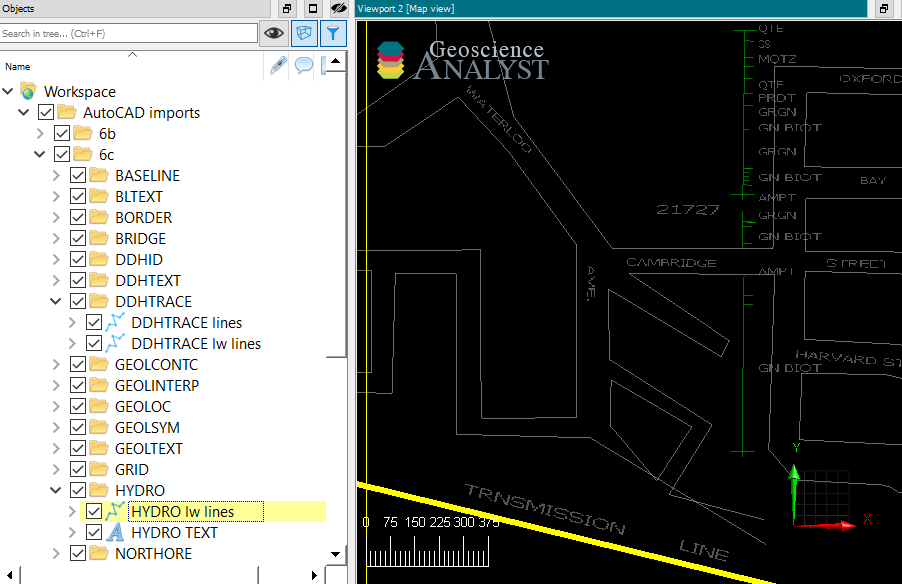 Objects
Search in tree... (Ctrl+F)
Name
Workspace
AutoCAD imports
6b
6c
BASELINE
BLTEXT
BORDER
BRIDGE
DDHID
DDHTEXT
DDHTRACE
DDHTRACE lines
DDHTRACE lw lines
GEOLCONTC
GEOLINTERP
GEOLOC
GEOLSYM
GEOLTEXT
GRID
HYDRO
HYDRO lw lines
HYDRO TEXT
NORTHORE
Viewport 2 [Map view]
Geoscience
ANALYST
QTE
GS
MOTZ
OXFORD
QTE
PRDT
GRGN
GN BIOT
WATERLOO
GRGN
GN BIOT
BAY
AMPT
21727
GRGN
GN BIOT
CAMBRIDGE
STREET
AMPT
AVE.
HARVARD ST
GN BIOT
Y
TRNSMISSION
LINE
X
0 75 150 225 300 375